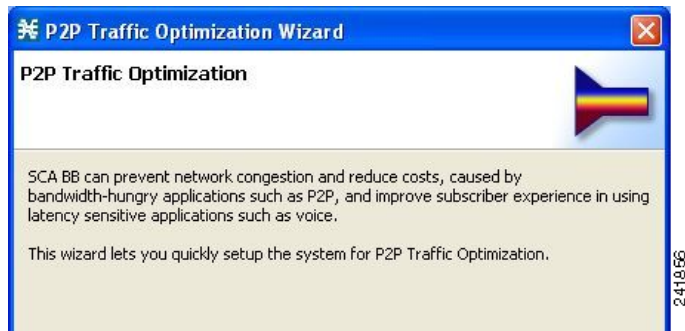 P2P Traffic Optimization Wizard
P2P Traffic Optimization
SCA BB can prevent network congestion and reduce costs, caused by
bandwidth-hungry applications such as P2P, and improve subscriber experience in using
latency sensitive applications such as voice.
This wizard lets you quickly setup the system for P2P Traffic Optimization.
241856